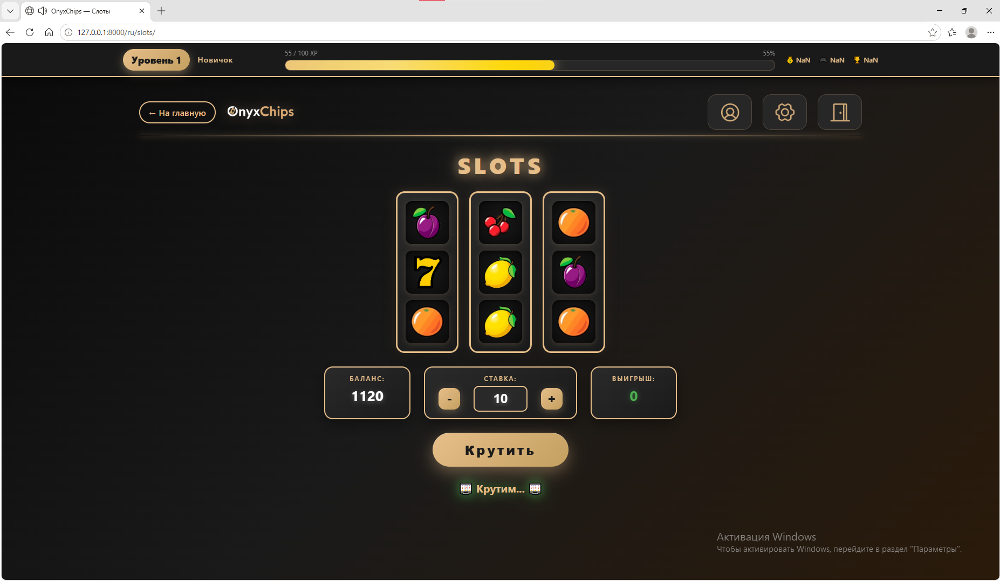 OnyxChips — Слоты
127.0.0.1:8000/ru/slots/
Уровень 1
Новичок
55 / 100 XP
55%
NaN
NaN
NaN
← На главную
OnyxChips
SLOTS
7
БАЛАНС:
1120
СТАВКА:
-
10
+
ВЫИГРЫШ:
0
Крутить
Крутим...
Активация Windows
Чтобы активировать Windows, перейдите в раздел "Параметры".